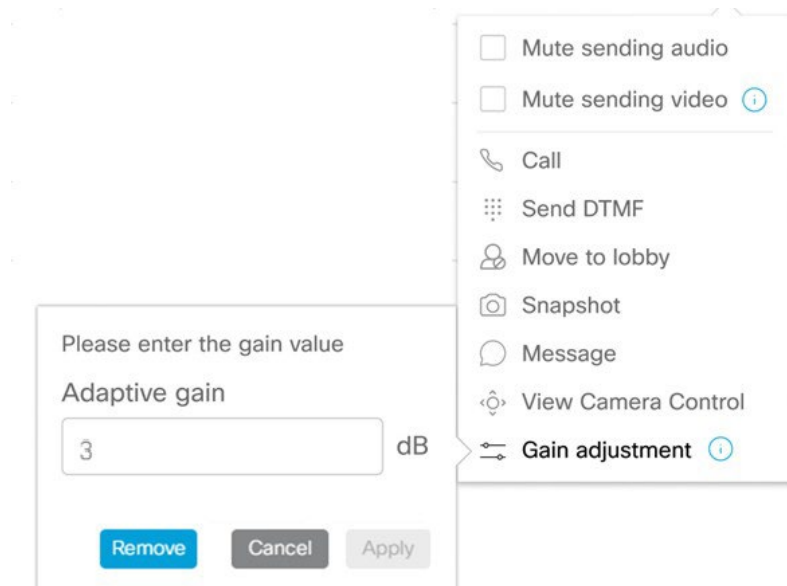 Mute sending audio
Mute sending video
Call
Send DTMF
Move to lobby
Snapshot
Message
View Camera Control
Gain adjustment
Please enter the gain value
Adaptive gain
3 dB
Remove Cancel Apply